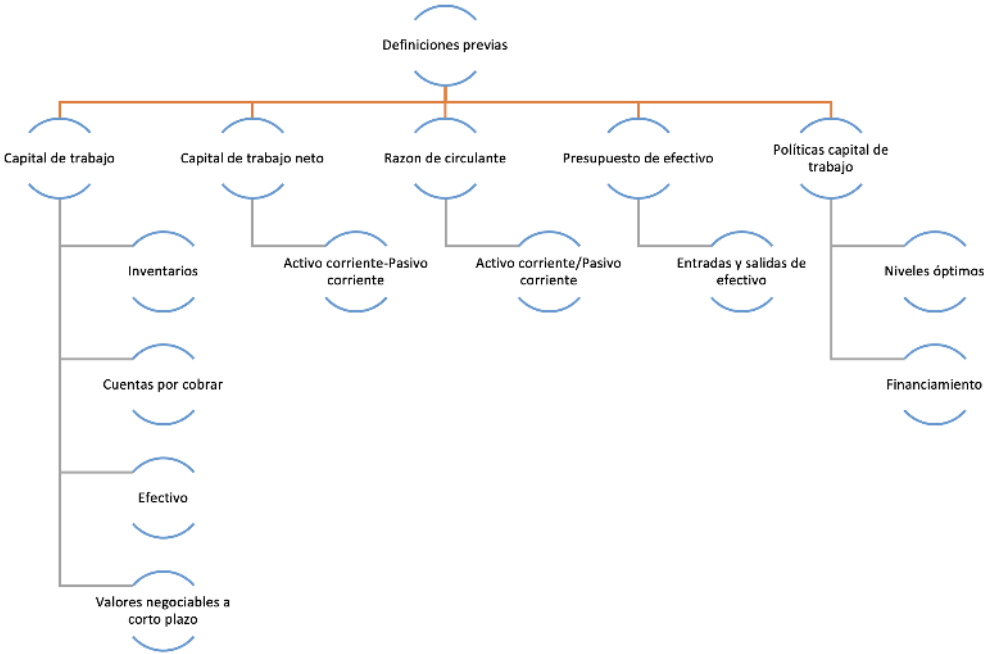 Definiciones previas
Capital de trabajo
Capital de trabajo neto
Razon de circulante
Presupuesto de efectivo
Políticas capital de
trabajo
Inventarios
Cuentas por cobrar
Efectivo
Valores negociables a
corto plazo
Activo corriente-Pasivo
corriente
Activo corriente/Pasivo
corriente
Entradas y salidas de
efectivo
Niveles óptimos
Financiamiento